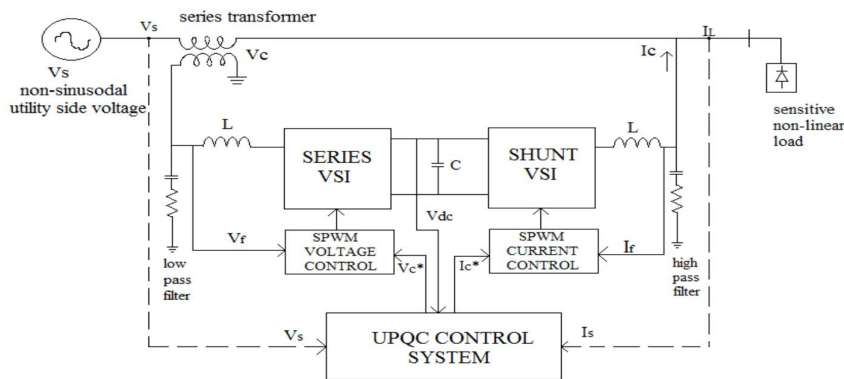 Vs
series transformer
Vc
IL
Ic
Vs
non-sinusodal
utility side voltage
sensitive
non-linear
load
L
L
SERIES
VSI
C
SHUNT
VSI
Vdc
Vf
SPWM
VOLTAGE
CONTROL
Vc*
Ic*
SPWM
CURRENT
CONTROL
If
low
pass
filter
high
pass
filter
Vs
UPQC CONTROL
SYSTEM
Is